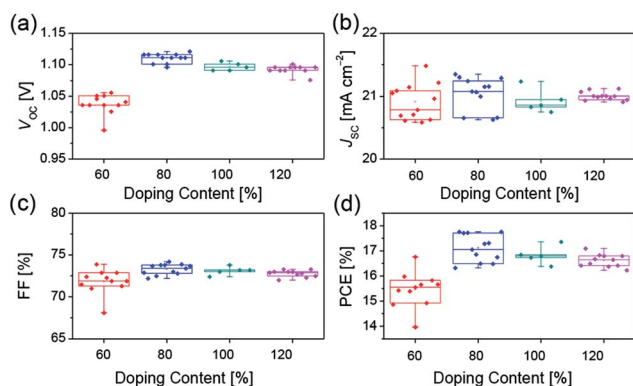 (a)
1.15
1.10
1.05
1.00
0.95
V_oc [V]
60 80 100 120
Doping Content [%]
(b)
22
21
20
J_sc [mA cm⁻²]
60 80 100 120
Doping Content [%]
(c)
80
75
70
65
FF [%]
60 80 100 120
Doping Content [%]
(d)
18
17
16
15
14
PCE [%]
60 80 100 120
Doping Content [%]